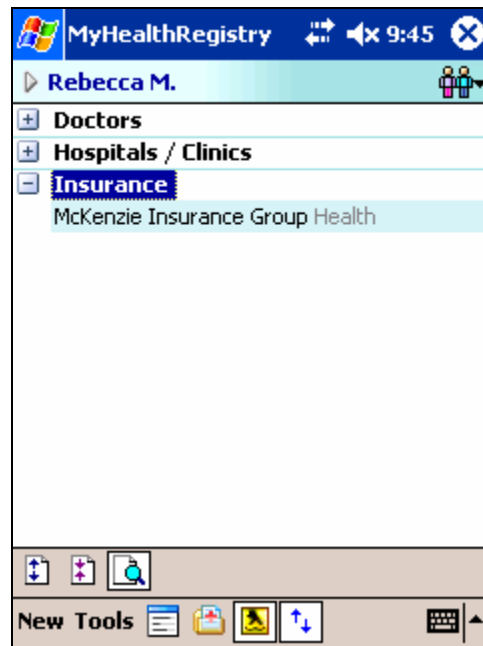 MyHealthRegistry 9:45
Rebecca M.
Doctors
Hospitals / Clinics
Insurance
McKenzie Insurance Group Health
New Tools